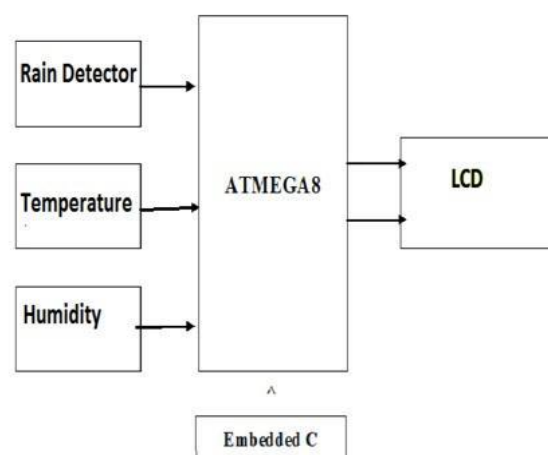 Rain Detector
Temperature
Humidity
ATMEGA8
LCD
Embedded C